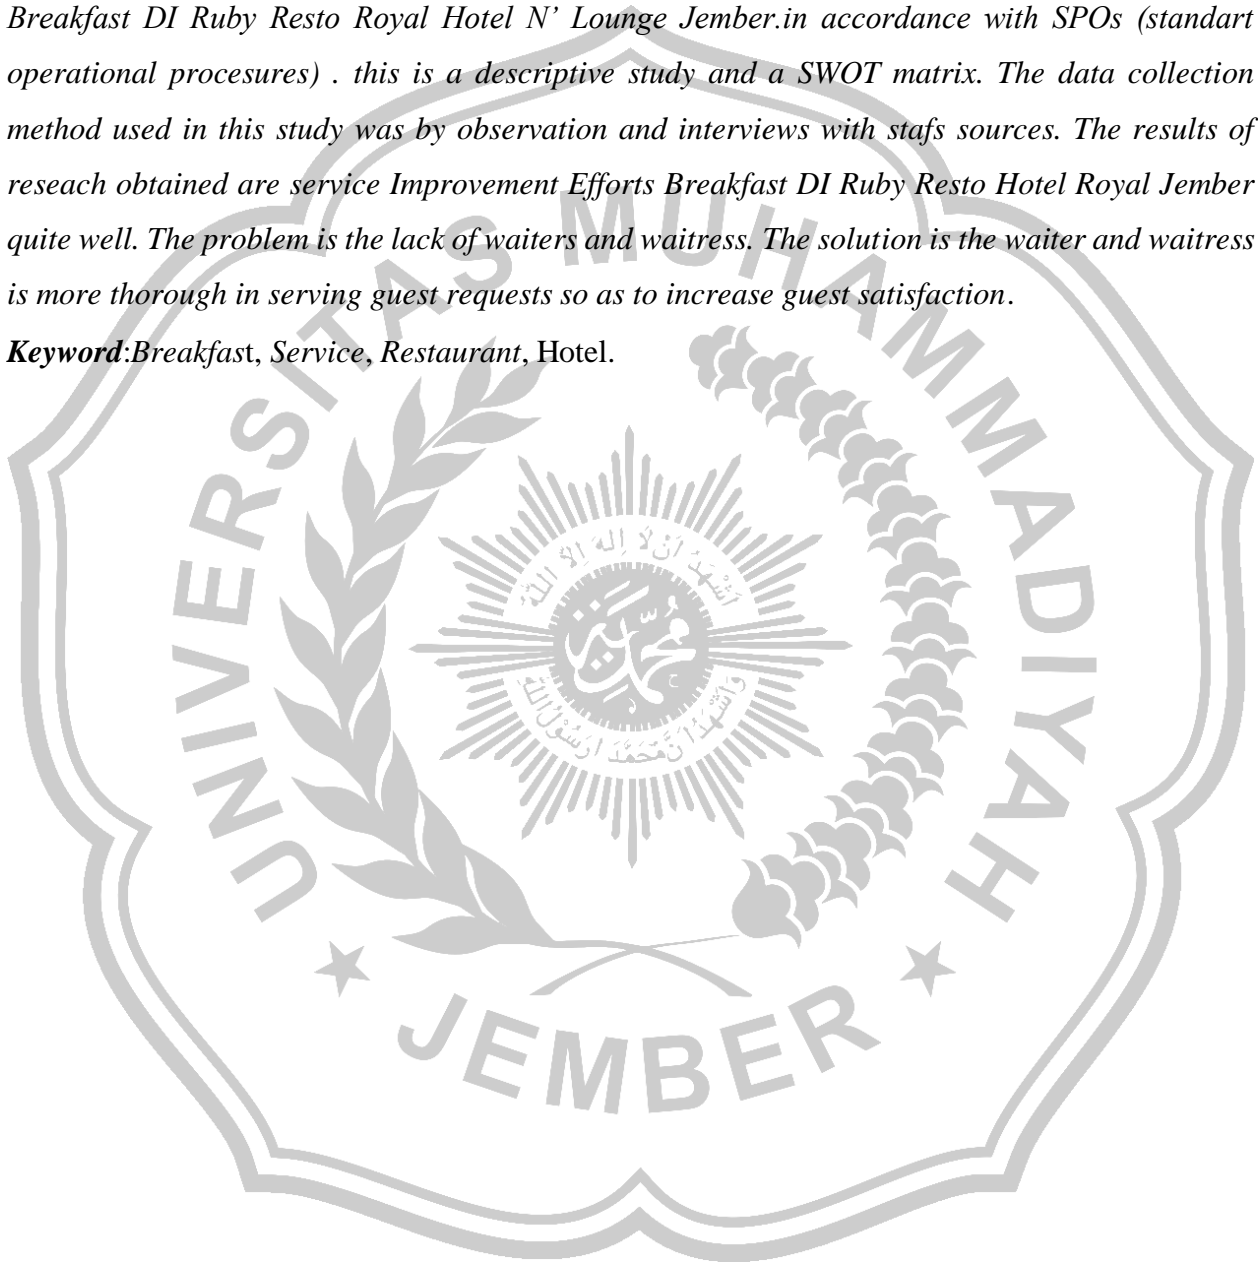 Breakfast DI Ruby Resto Royal Hotel N’ Lounge Jember.in accordance with SPOs (standart
operational procesures) . this is a descriptive study and a SWOT matrix. The data collection
method used in this study was by observation and interviews with stafs sources. The results of
reseach obtained are service Improvement Efforts Breakfast DI Ruby Resto Hotel Royal Jember
quite well. The problem is the lack of waiters and waitress. The solution is the waiter and waitress
is more thorough in serving guest requests so as to increase guest satisfaction.
Keyword:Breakfast, Service, Restaurant, Hotel.
UNIVERSITAS MUHAMMADIYAH
JEMBER